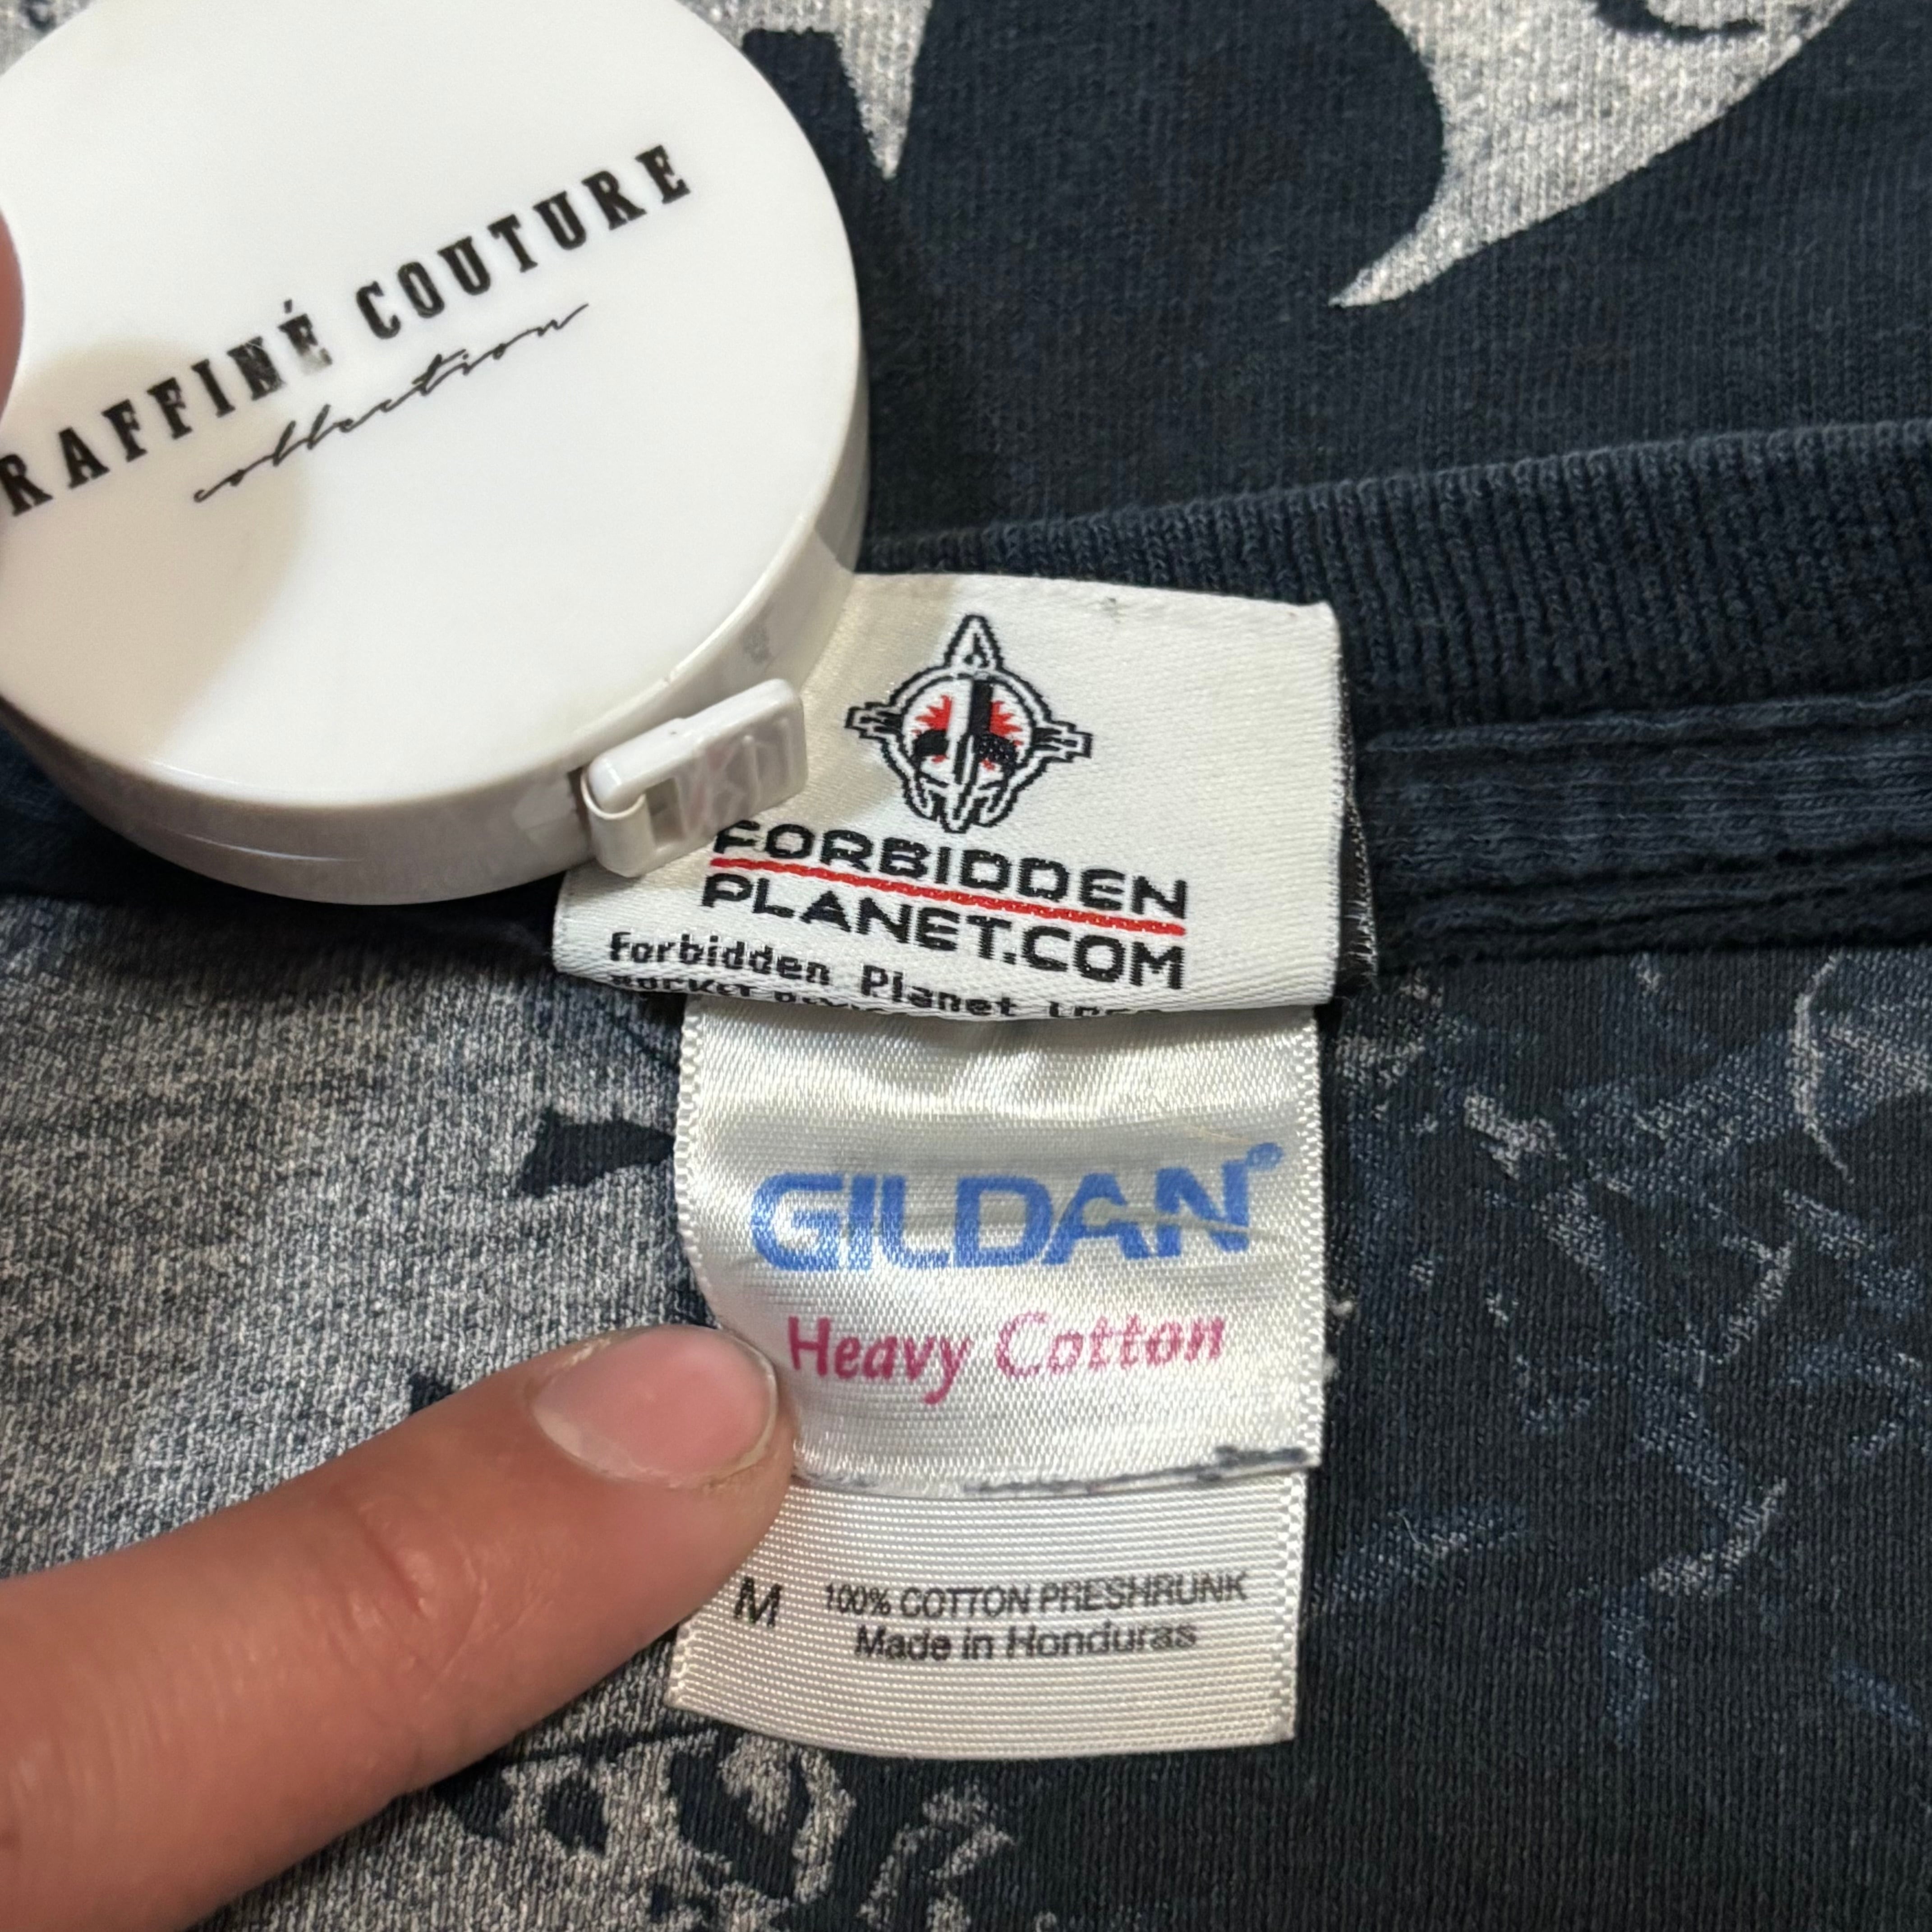 RAFFINÉ COUTURE
collection
FORBIDDEN
PLANET.COM
Forbidden Planet
GILDAN®
Heavy Cotton
M 100% COTTON PRESHRUNK
Made in Honduras